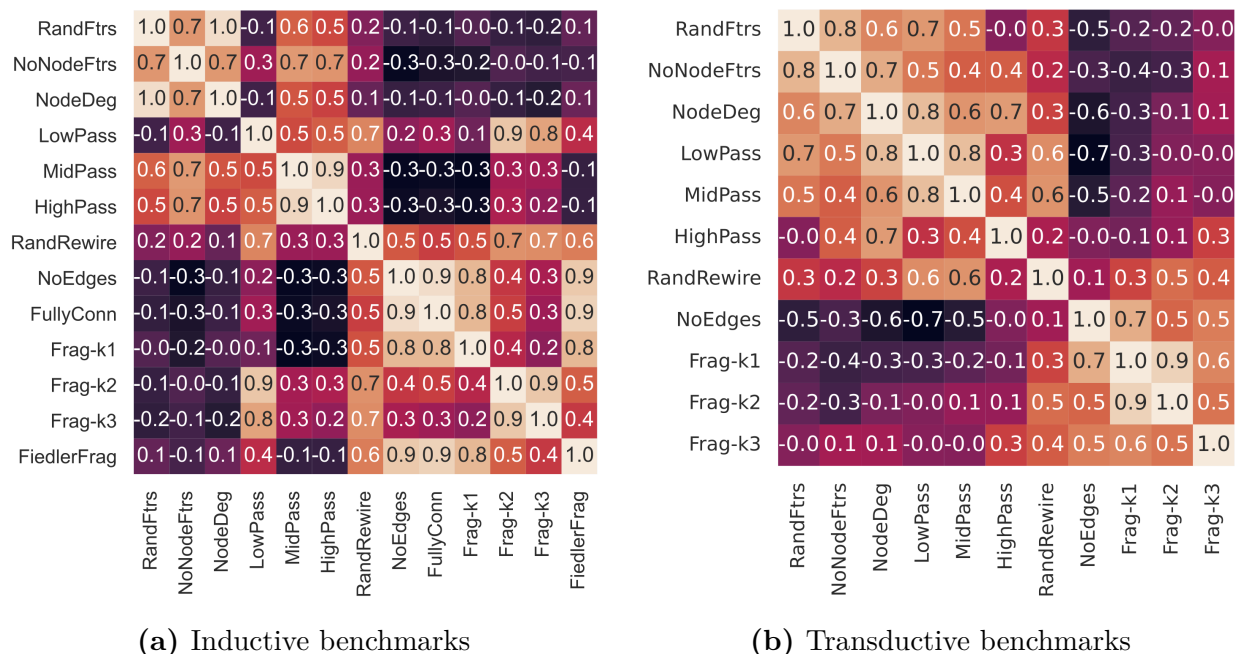 RandFtrs 1.0 0.7 1.0 -0.1 0.6 0.5 0.2 -0.1 -0.1 -0.0 -0.1 -0.2 0.1
NoNodeFtrs 0.7 1.0 0.7 0.3 0.7 0.7 0.2 -0.3 -0.3 -0.2 -0.0 -0.1 -0.1
NodeDeg 1.0 0.7 1.0 -0.1 0.5 0.5 0.1 -0.1 -0.1 -0.0 -0.1 -0.2 0.1
LowPass -0.1 0.3 -0.1 1.0 0.5 0.5 0.7 0.2 0.3 0.1 0.9 0.8 0.4
MidPass 0.6 0.7 0.5 0.5 1.0 0.9 0.3 -0.3 -0.3 -0.3 0.3 0.3 -0.1
HighPass 0.5 0.7 0.5 0.5 0.9 1.0 0.3 -0.3 -0.3 -0.3 0.3 0.2 -0.1
RandRewire 0.2 0.2 0.1 0.7 0.3 0.3 1.0 0.5 0.5 0.5 0.7 0.7 0.6
NoEdges -0.1 -0.3 -0.1 0.2 -0.3 -0.3 0.5 1.0 0.9 0.8 0.4 0.3 0.9
FullyConn -0.1 -0.3 -0.1 0.3 -0.3 -0.3 0.5 0.9 1.0 0.8 0.5 0.3 0.9
Frag-k1 -0.0 -0.2 -0.0 0.1 -0.3 -0.3 0.5 0.8 0.8 1.0 0.4 0.2 0.8
Frag-k2 -0.1 -0.0 -0.1 0.9 0.3 0.3 0.7 0.4 0.5 0.4 1.0 0.9 0.5
Frag-k3 -0.2 -0.1 -0.2 0.8 0.3 0.2 0.7 0.3 0.3 0.2 0.9 1.0 0.4
FiedlerFrag 0.1 -0.1 0.1 0.4 -0.1 -0.1 0.6 0.9 0.9 0.8 0.5 0.4 1.0
RandFtrs
NoNodeFtrs
NodeDeg
LowPass
MidPass
HighPass
RandRewire
NoEdges
FullyConn
Frag-k1
Frag-k2
Frag-k3
FiedlerFrag
(a) Inductive benchmarks
RandFtrs 1.0 0.8 0.6 0.7 0.5 -0.0 0.3 -0.5 -0.2 -0.2 -0.0
NoNodeFtrs 0.8 1.0 0.7 0.5 0.4 0.4 0.2 -0.3 -0.4 -0.3 0.1
NodeDeg 0.6 0.7 1.0 0.8 0.6 0.7 0.3 -0.6 -0.3 -0.1 0.1
LowPass 0.7 0.5 0.8 1.0 0.8 0.3 0.6 -0.7 -0.3 -0.0 -0.0
MidPass 0.5 0.4 0.6 0.8 1.0 0.4 0.6 -0.5 -0.2 0.1 -0.0
HighPass -0.0 0.4 0.7 0.3 0.4 1.0 0.2 -0.0 -0.1 0.1 0.3
RandRewire 0.3 0.2 0.3 0.6 0.6 0.2 1.0 0.1 0.3 0.5 0.4
NoEdges -0.5 -0.3 -0.6 -0.7 -0.5 -0.0 0.1 1.0 0.7 0.5 0.5
Frag-k1 -0.2 -0.4 -0.3 -0.3 -0.2 -0.1 0.3 0.7 1.0 0.9 0.6
Frag-k2 -0.2 -0.3 -0.1 -0.0 0.1 0.1 0.5 0.5 0.9 1.0 0.5
Frag-k3 -0.0 0.1 0.1 -0.0 -0.0 0.3 0.4 0.5 0.6 0.5 1.0
RandFtrs
NoNodeFtrs
NodeDeg
LowPass
MidPass
HighPass
RandRewire
NoEdges
Frag-k1
Frag-k2
Frag-k3
(b) Transductive benchmarks